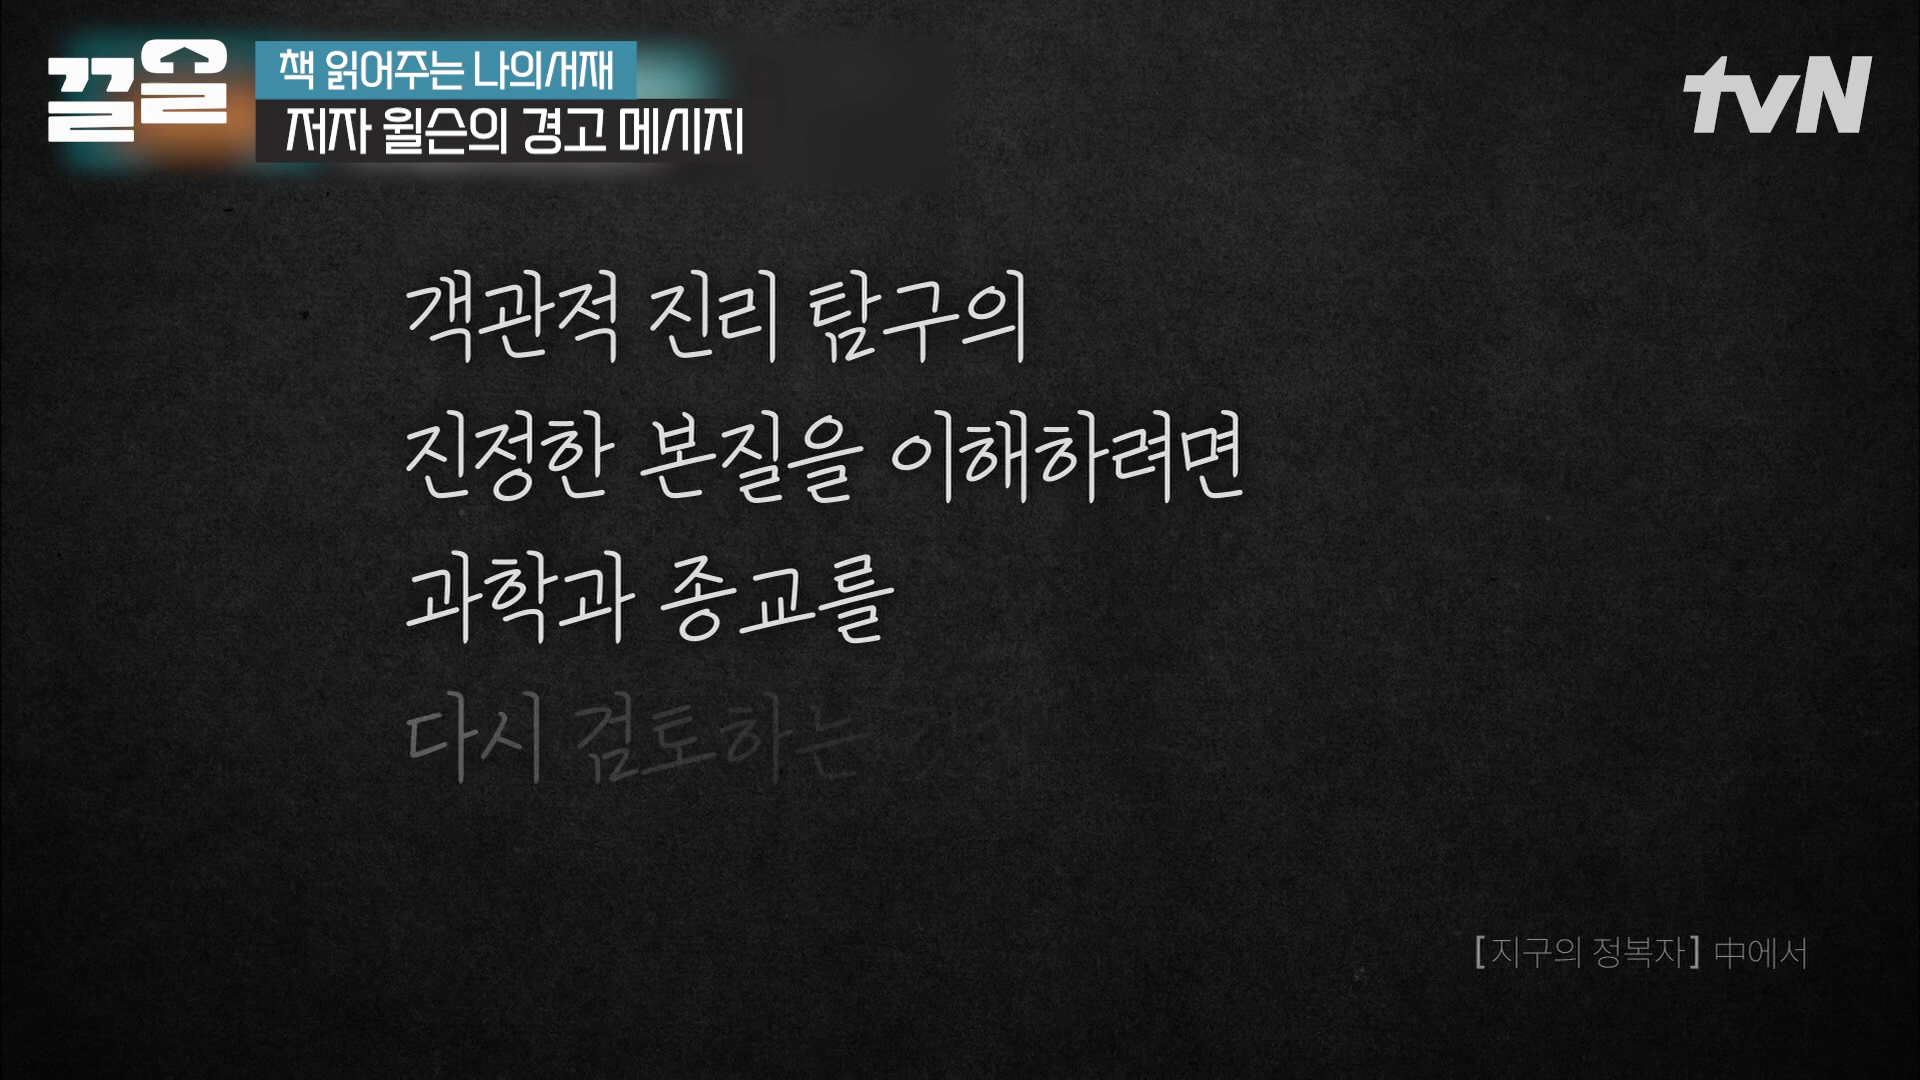 끌올
책 읽어주는 나의서재
저자 윌슨의 경고 메시지
tvN
객관적 진리 탐구의
진정한 본질을 이해하려면
과학과 종교를
다시 검토하는
[지구의 정복자] 中에서